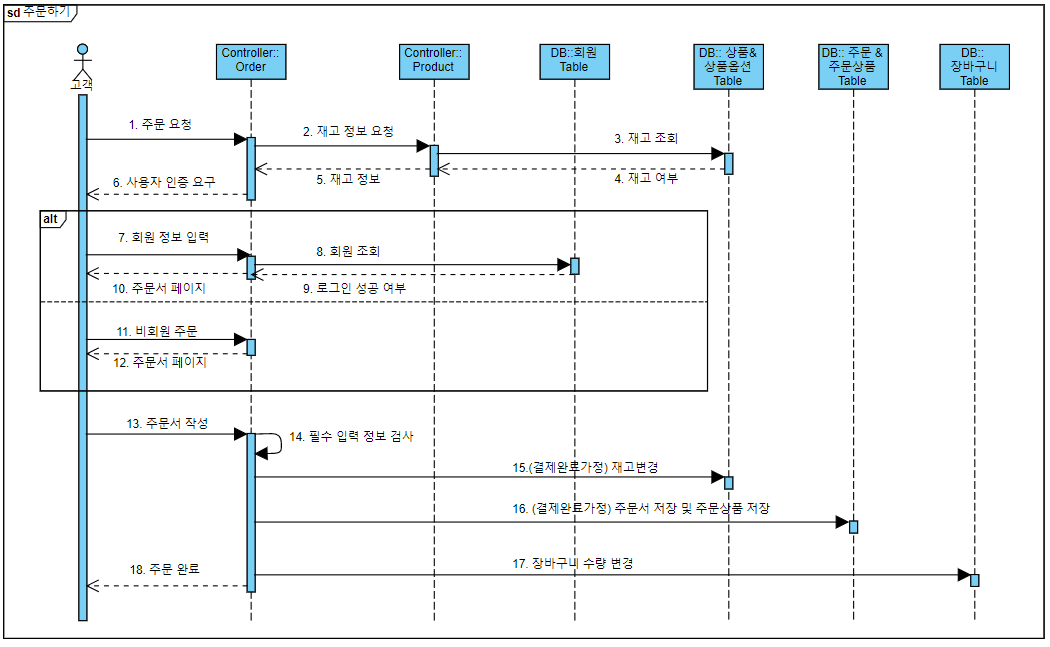 sd 주문하기
고객
Controller::
Order
Controller::
Product
DB::회원
Table
DB:: 상품&
상품옵션
Table
DB:: 주문 &
주문상품
Table
DB::
장바구니
Table
1. 주문 요청
2. 재고 정보 요청
3. 재고 조회
4. 재고 여부
5. 재고 정보
6. 사용자 인증 요구
alt
7. 회원 정보 입력
8. 회원 조회
9. 로그인 성공 여부
10. 주문서 페이지
11. 비회원 주문
12. 주문서 페이지
13. 주문서 작성
14. 필수 입력 정보 검사
15.(결제완료가정) 재고변경
16. (결제완료가정) 주문서 저장 및 주문상품 저장
17. 장바구니 수량 변경
18. 주문 완료